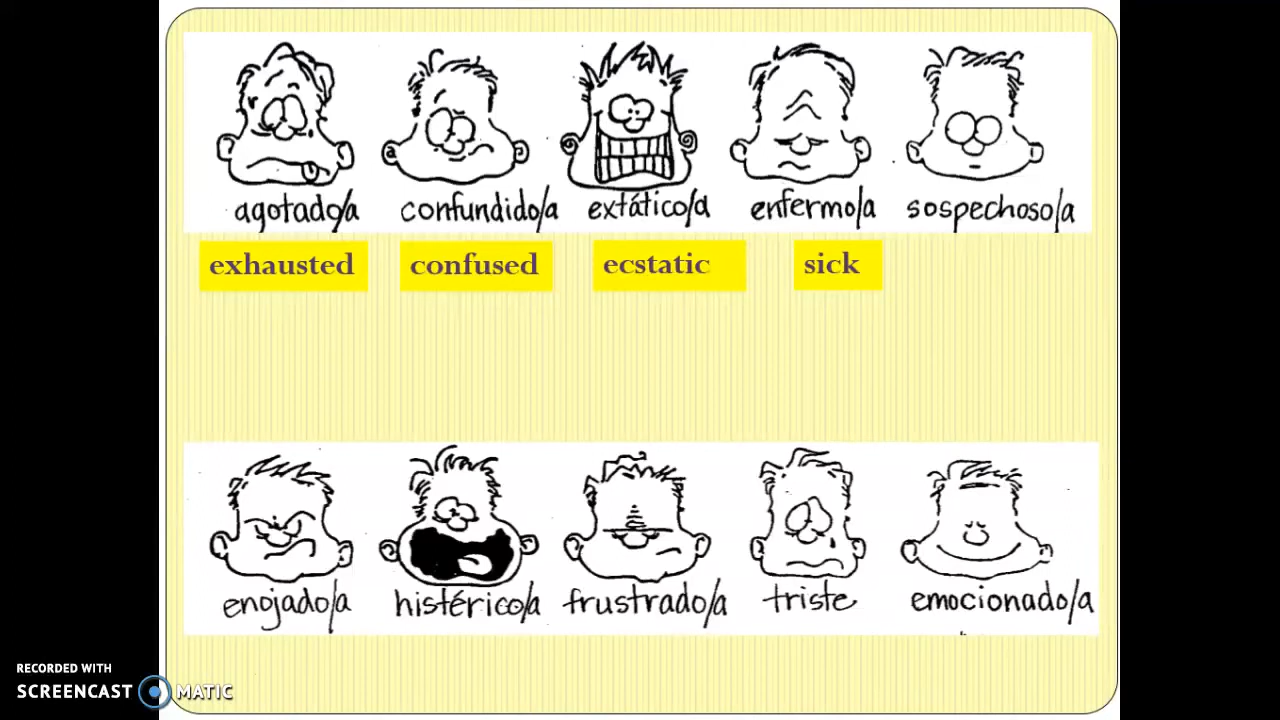 agotado/a confundido/a extático/a enfermo/a sospechoso/a
exhausted confused ecstatic sick
enojado/a histérico/a frustrado/a triste emocionado/a
RECORDED WITH
SCREENCAST MATIC